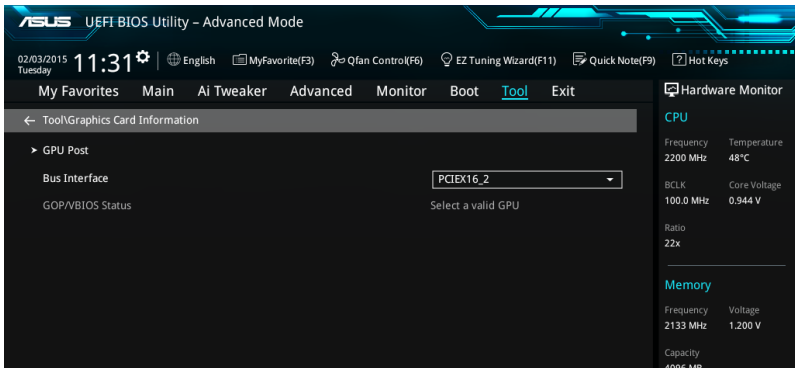 ASUS UEFI BIOS Utility – Advanced Mode
02/03/2015 Tuesday 11:31 English MyFavorite(F3) Qfan Control(F6) EZ Tuning Wizard(F11) Quick Note(F9) ? Hot Keys
My Favorites Main Ai Tweaker Advanced Monitor Boot Tool Exit
← Tool\Graphics Card Information
➤ GPU Post
Bus Interface PCIEX16_2
GOP/VBIOS Status Select a valid GPU
Hardware Monitor
CPU
Frequency Temperature
2200 MHz 48°C
BCLK Core Voltage
100.0 MHz 0.944 V
Ratio
22x
Memory
Frequency Voltage
2133 MHz 1.200 V
Capacity
4096 MB